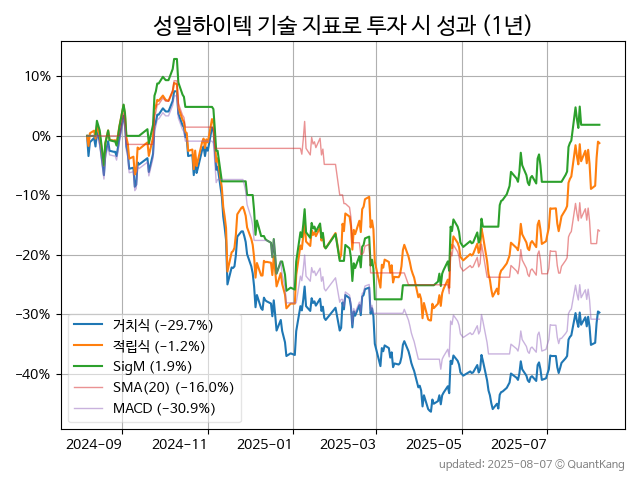 성일하이텍 기술 지표로 투자 시 성과 (1년)
10%
0%
−10%
−20%
−30%
−40%
거치식 (−29.7%)
적립식 (−1.2%)
SigM (1.9%)
SMA(20) (−16.0%)
MACD (−30.9%)
2024-09
2024-11
2025-01
2025-03
2025-05
2025-07
updated: 2025-08-07 © QuantKang